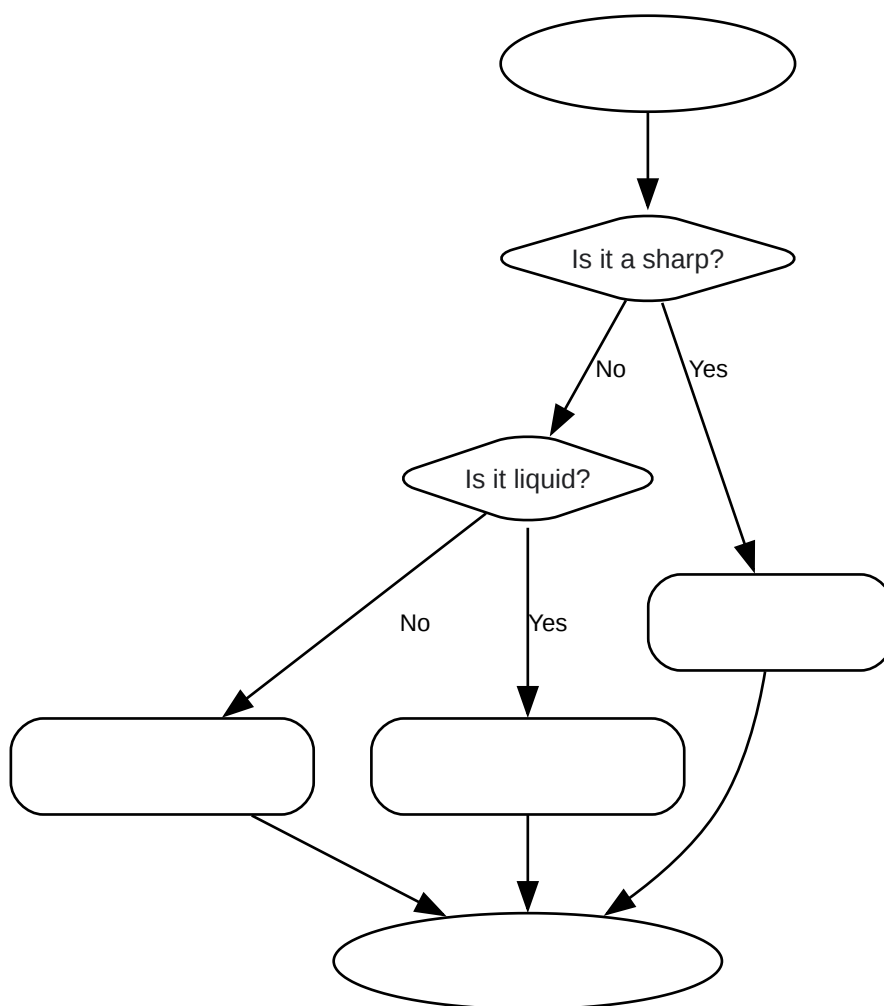 Is it a sharp?
No
Yes
Is it liquid?
No
Yes